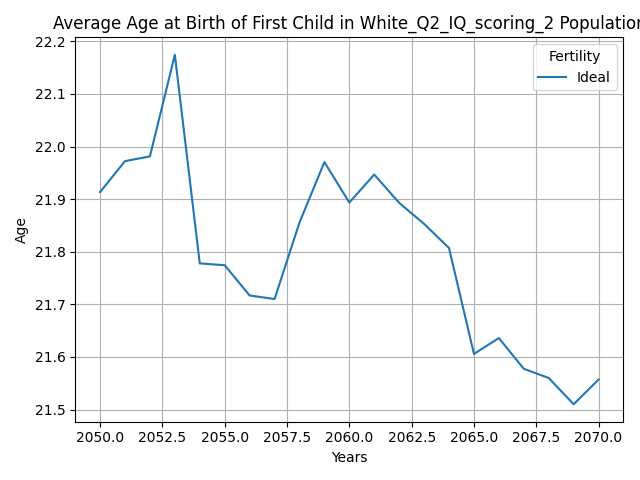 Average Age at Birth of First Child in White_Q2_IQ_scoring_2 Population
22.2
22.1
22.0
21.9
21.8
21.7
21.6
21.5
Age
Fertility
Ideal
2050.0 2052.5 2055.0 2057.5 2060.0 2062.5 2065.0 2067.5 2070.0
Years